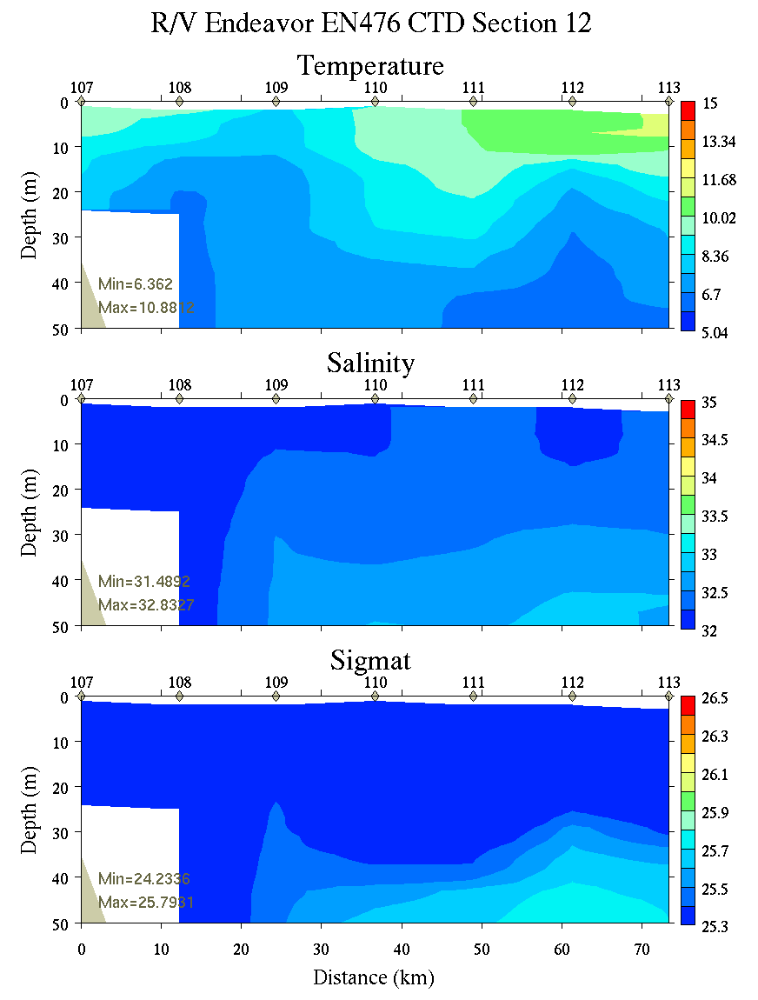 R/V Endeavor EN476 CTD Section 12
Temperature
107 108 109 110 111 112 113
0
10
20
30
40
50
Depth (m)
Min=6.362
Max=10.8812
15
13.34
11.68
10.02
8.36
6.7
5.04
Salinity
107 108 109 110 111 112 113
0
10
20
30
40
50
Depth (m)
Min=31.4892
Max=32.8327
35
34.5
34
33.5
33
32.5
32
Sigmat
107 108 109 110 111 112 113
0
10
20
30
40
50
Depth (m)
Min=24.2336
Max=25.7931
26.5
26.3
26.1
25.9
25.7
25.5
25.3
0 10 20 30 40 50 60 70
Distance (km)